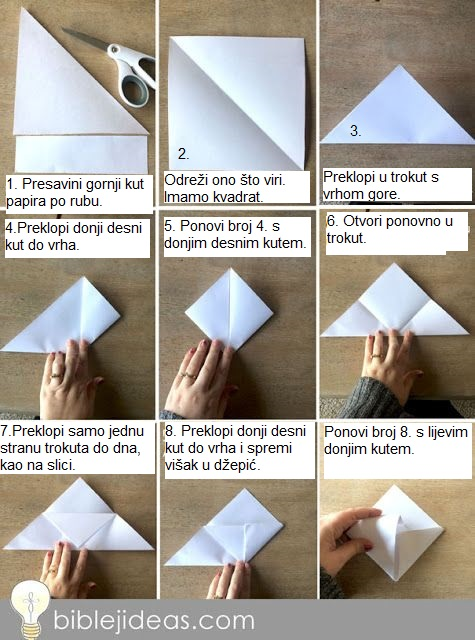 1. Presavini gornji kut
papira po rubu.
2.
Odreži ono što viri.
Imamo kvadrat.
3.
Preklopi u trokut s
vrhom gore.
4.Preklopi donji desni
kut do vrha.
5. Ponovi broj 4. s
donjim desnim kutem.
6. Otvori ponovno u
trokut.
7.Preklopi samo jednu
stranu trokuta do dna,
kao na slici.
8. Preklopi donji desni
kut do vrha i spremi
višak u džepić.
Ponovi broj 8. s lijevim
donjim kutem.
biblejideas.com